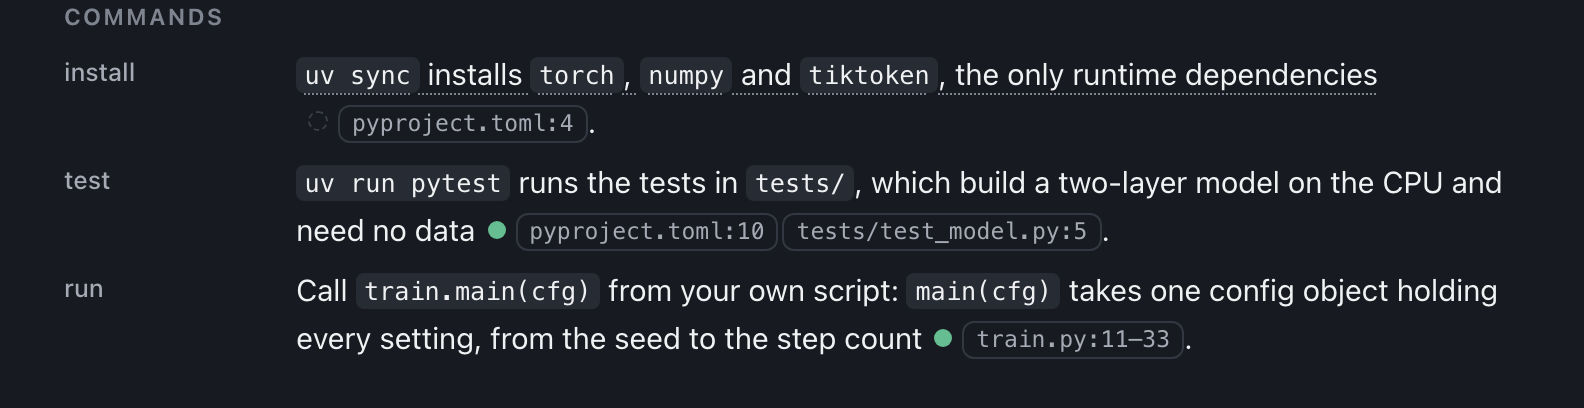 COMMANDS
install
uv sync installs torch, numpy and tiktoken, the only runtime dependencies
pyproject.toml:4.
test
uv run pytest runs the tests in tests/, which build a two-layer model on the CPU and
need no data pyproject.toml:10 tests/test_model.py:5.
run
Call train.main(cfg) from your own script: main(cfg) takes one config object holding
every setting, from the seed to the step count train.py:11–33.